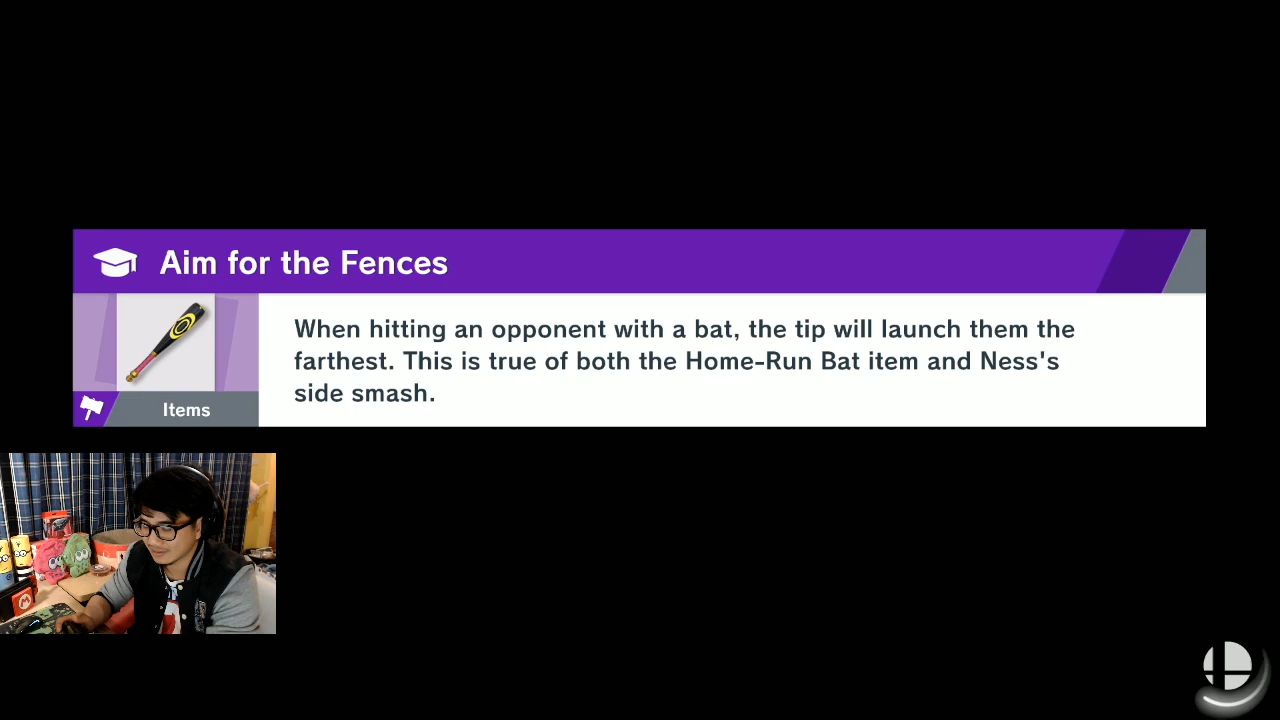 Aim for the Fences
When hitting an opponent with a bat, the tip will launch them the
farthest. This is true of both the Home-Run Bat item and Ness's
side smash.
Items